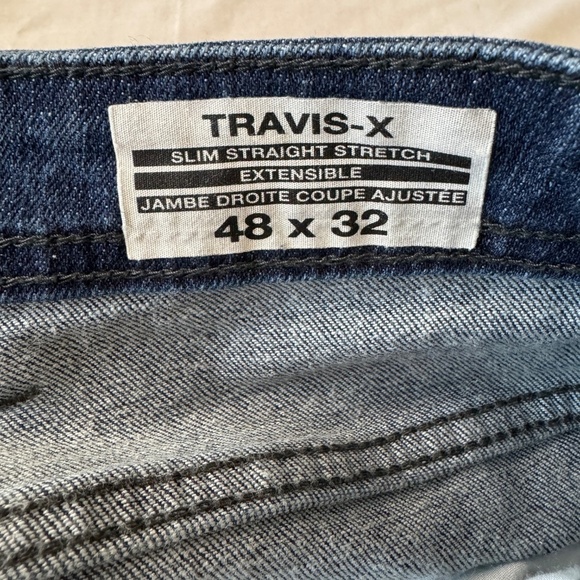 TRAVIS-X
SLIM STRAIGHT STRETCH
EXTENSIBLE
JAMBE DROITE COUPE AJUSTÉE
48 x 32